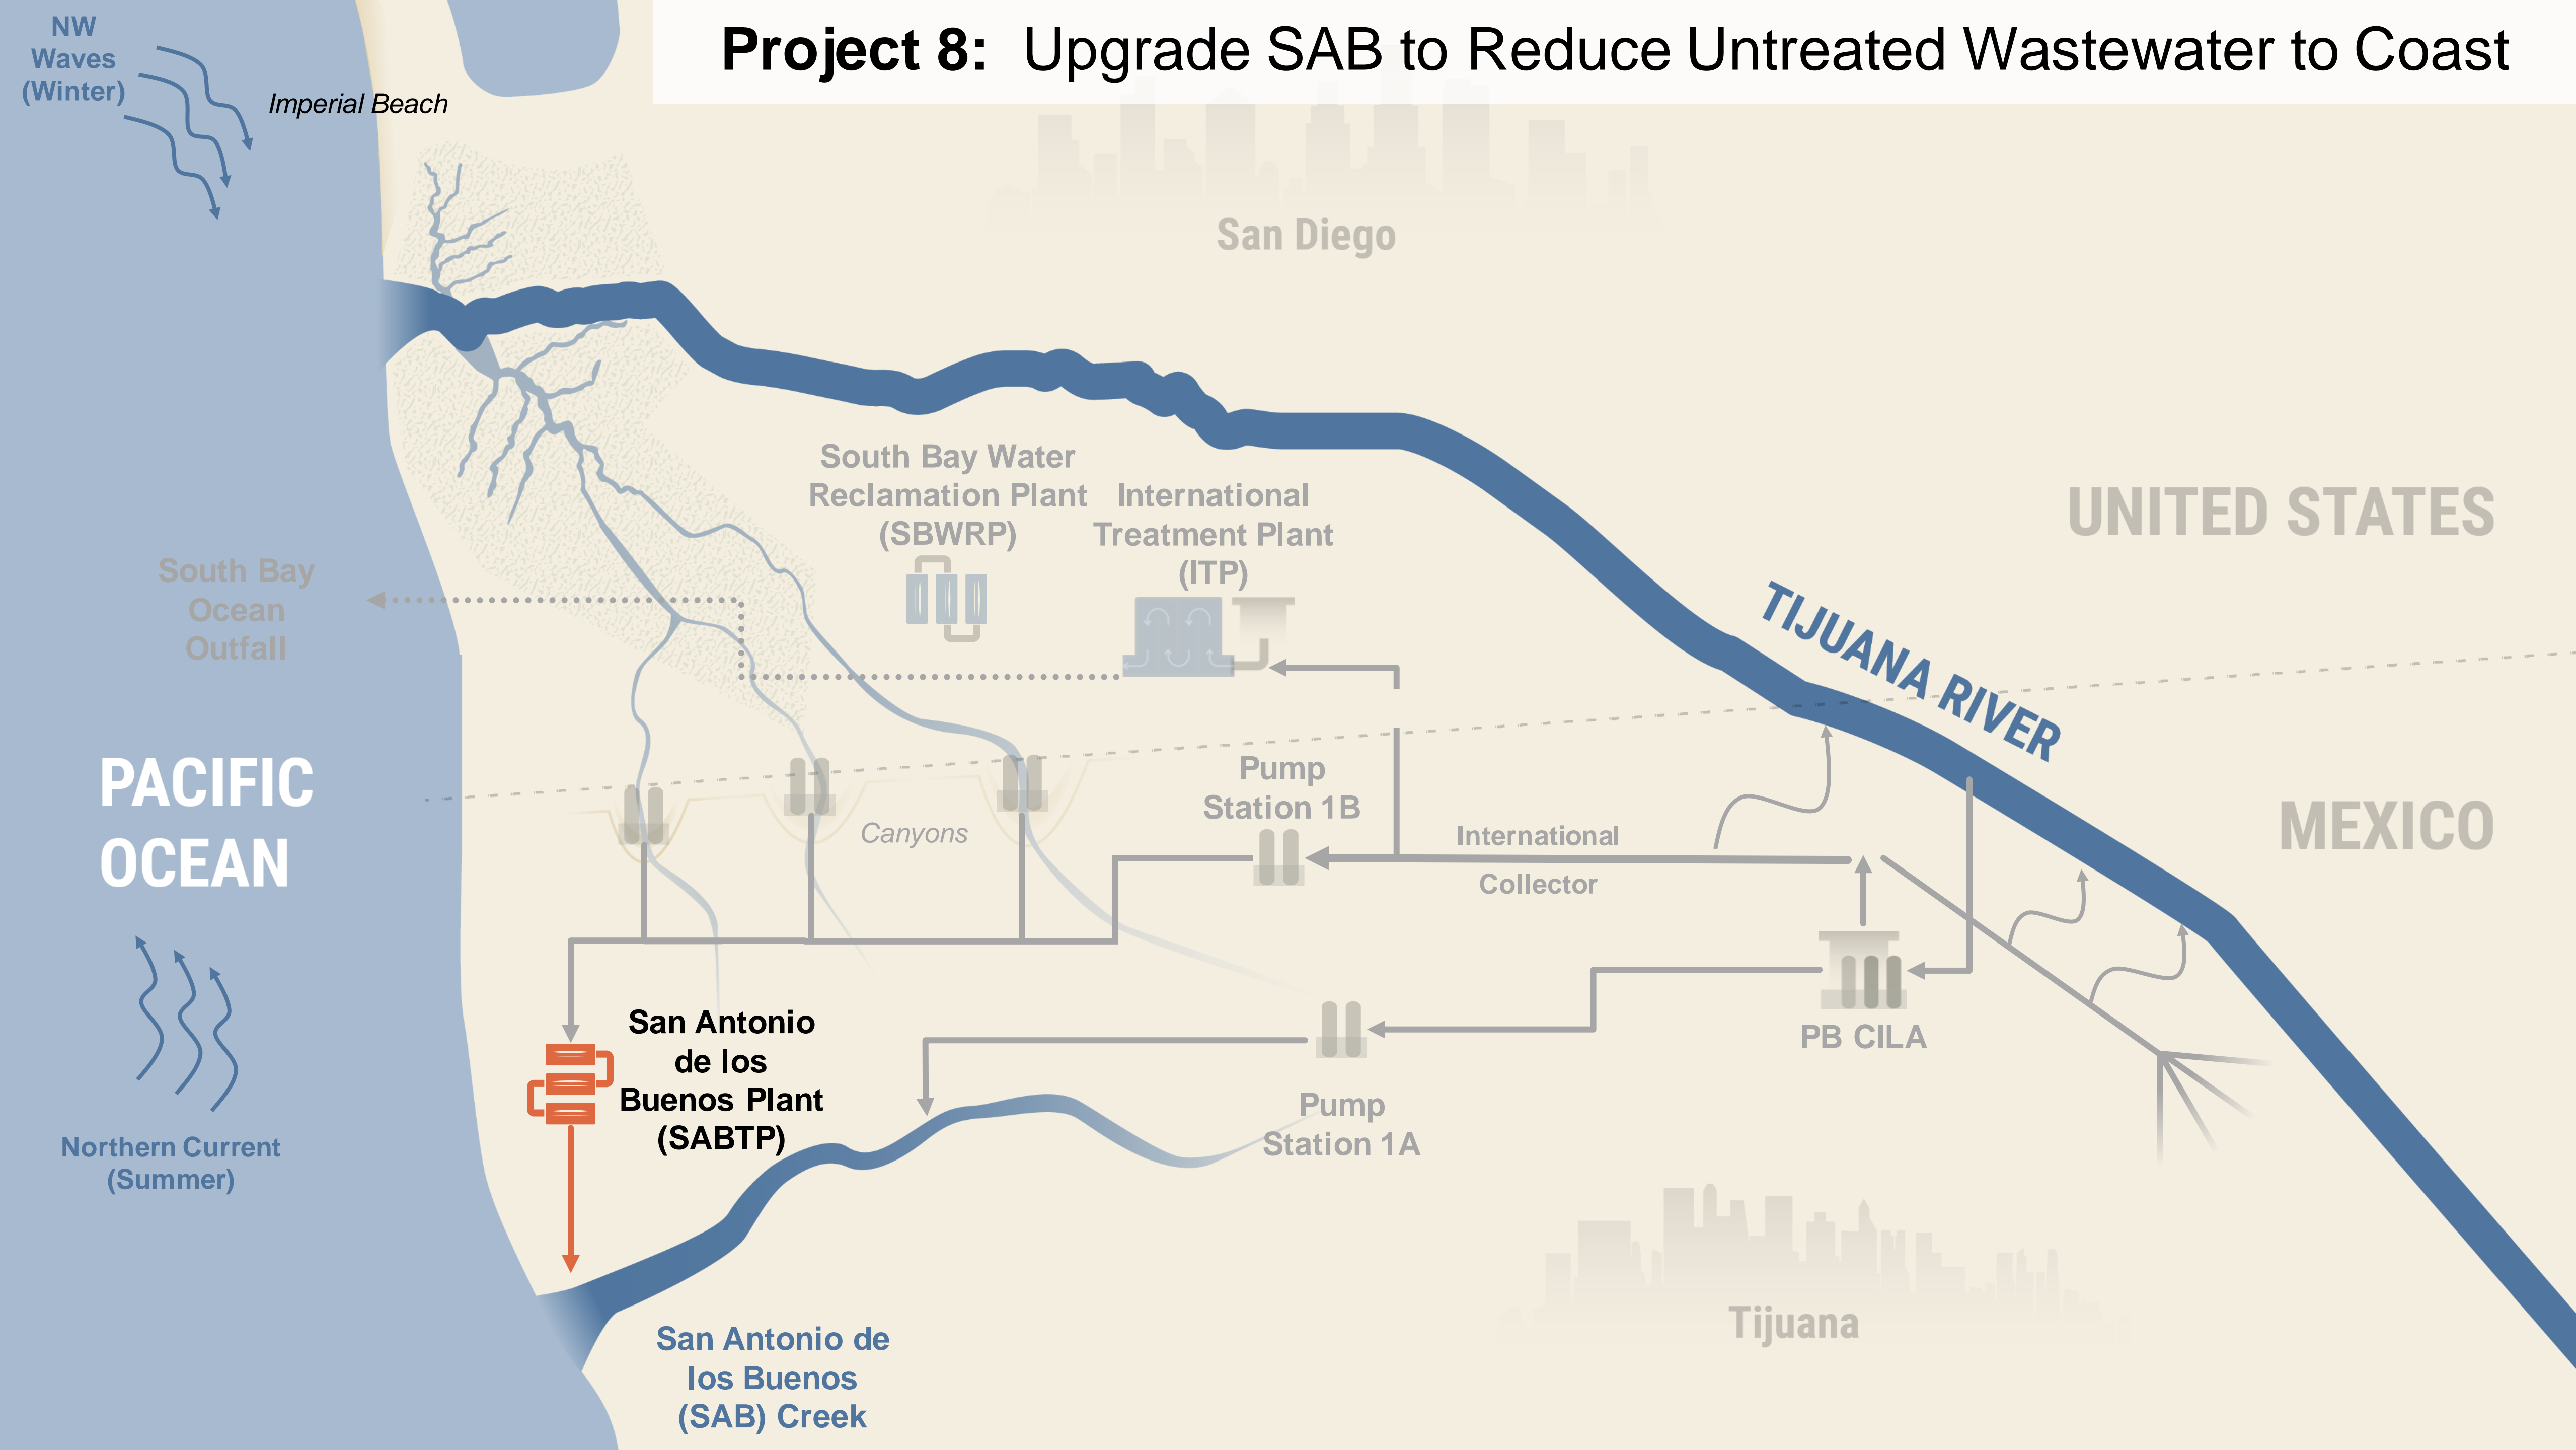 Project 8: Upgrade SAB to Reduce Untreated Wastewater to Coast
NW
Waves
(Winter)
Imperial Beach
San Diego
South Bay Water
Reclamation Plant
(SBWRP)
International
Treatment Plant
(ITP)
UNITED STATES
South Bay
Ocean
Outfall
TIJUANA RIVER
PACIFIC
OCEAN
Pump
Station 1B
Canyons
International
Collector
MEXICO
San Antonio
de los
Buenos Plant
(SABTP)
PB CILA
Pump
Station 1A
Northern Current
(Summer)
Tijuana
San Antonio de
los Buenos
(SAB) Creek